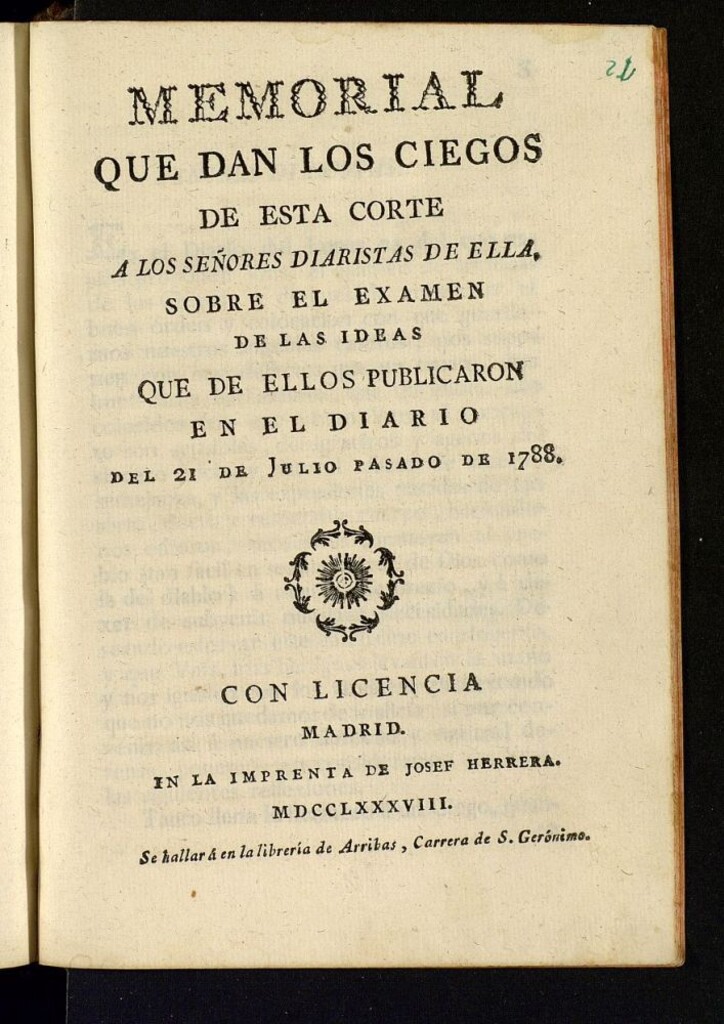 21
MEMORIAL
QUE DAN LOS CIEGOS
DE ESTA CORTE
A LOS SEÑORES DIARISTAS DE ELLA,
SOBRE EL EXAMEN
DE LAS IDEAS
QUE DE ELLOS PUBLICARON
EN EL DIARIO
DEL 21 DE JULIO PASADO DE 1788.
CON LICENCIA
MADRID.
EN LA IMPRENTA DE JOSEF HERRERA.
MDCCLXXXVIII.
Se hallará en la librería de Arribas, Carrera de S. Gerónimo.